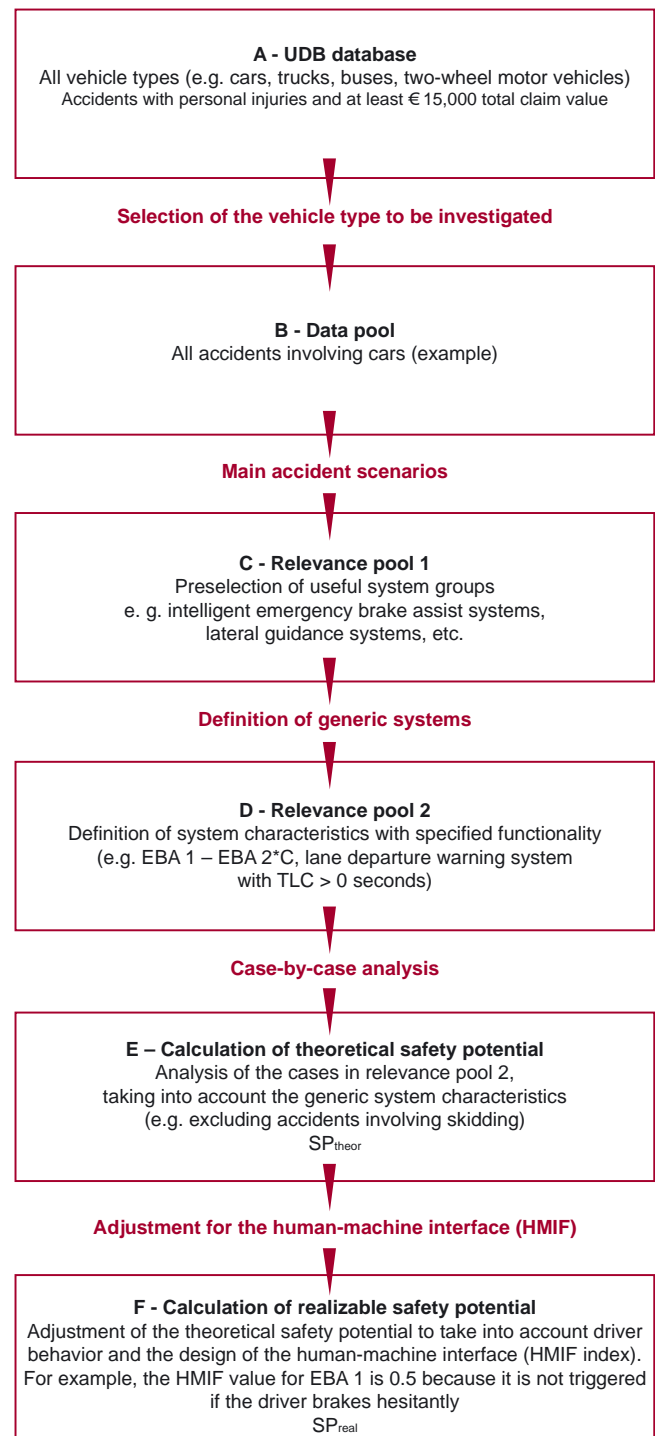 A - UDB database
All vehicle types (e.g. cars, trucks, buses, two-wheel motor vehicles)
Accidents with personal injuries and at least € 15,000 total claim value
Selection of the vehicle type to be investigated
B - Data pool
All accidents involving cars (example)
Main accident scenarios
C - Relevance pool 1
Preselection of useful system groups
e. g. intelligent emergency brake assist systems,
lateral guidance systems, etc.
Definition of generic systems
D - Relevance pool 2
Definition of system characteristics with specified functionality
(e.g. EBA 1 – EBA 2*C, lane departure warning system
with TLC > 0 seconds)
Case-by-case analysis
E – Calculation of theoretical safety potential
Analysis of the cases in relevance pool 2,
taking into account the generic system characteristics
(e.g. excluding accidents involving skidding)
SPtheor
Adjustment for the human-machine interface (HMIF)
F - Calculation of realizable safety potential
Adjustment of the theoretical safety potential to take into account driver
behavior and the design of the human-machine interface (HMIF index).
For example, the HMIF value for EBA 1 is 0.5 because it is not triggered
if the driver brakes hesitantly
SPreal